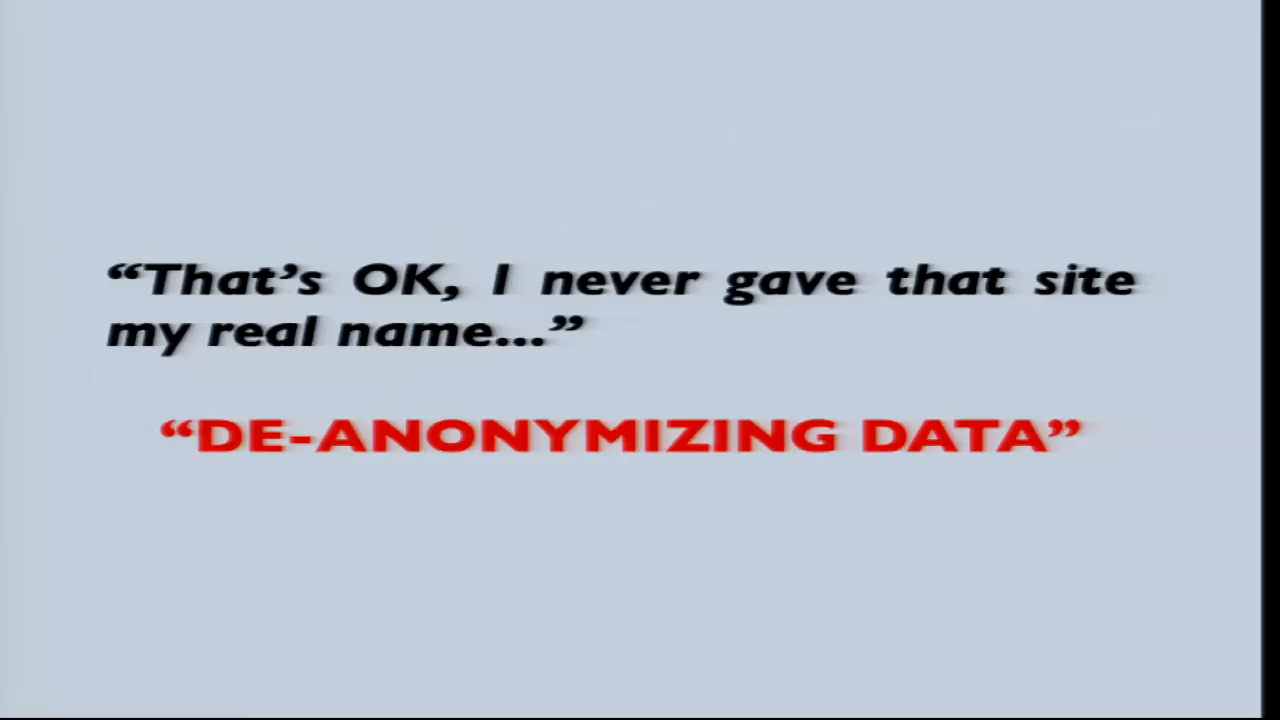 “That’s OK, I never gave that site
my real name...”
“DE-ANONYMIZING DATA”